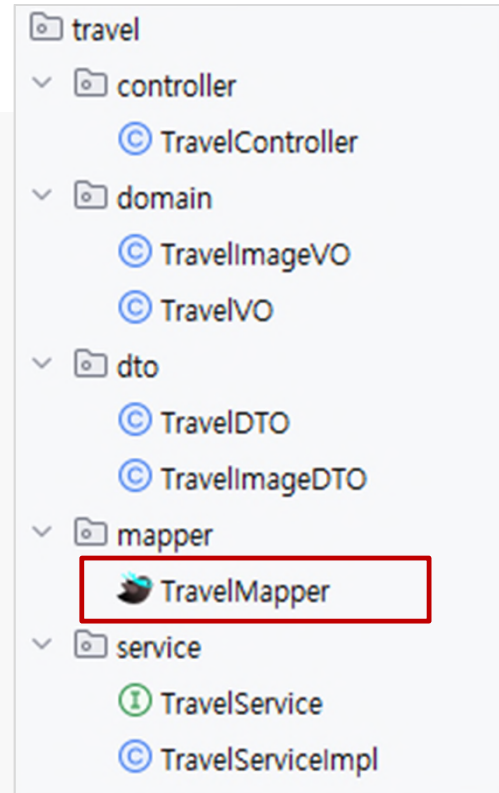 travel
controller
TravelController
domain
TravelImageVO
TravelVO
dto
TravelDTO
TravelImageDTO
mapper
TravelMapper
service
TravelService
TravelServiceImpl